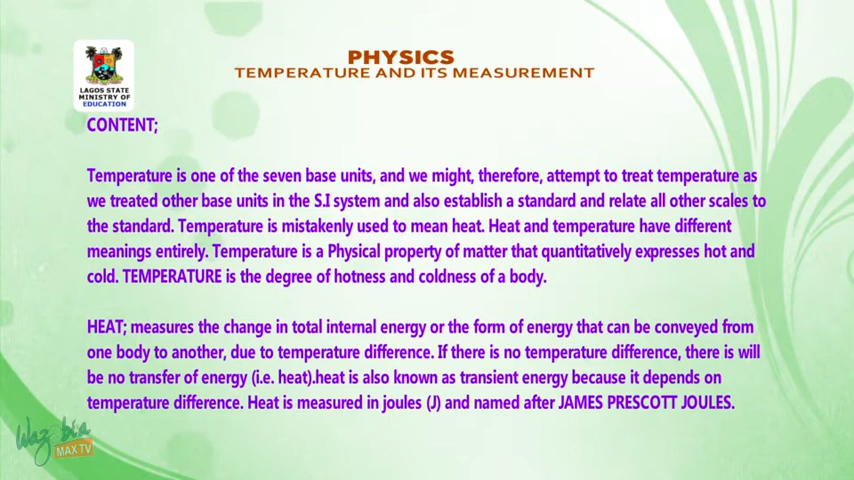 PHYSICS
TEMPERATURE AND ITS MEASUREMENT
LAGOS STATE
MINISTRY OF
EDUCATION
CONTENT;
Temperature is one of the seven base units, and we might, therefore, attempt to treat temperature as
we treated other base units in the S.I system and also establish a standard and relate all other scales to
the standard. Temperature is mistakenly used to mean heat. Heat and temperature have different
meanings entirely. Temperature is a Physical property of matter that quantitatively expresses hot and
cold. TEMPERATURE is the degree of hotness and coldness of a body.
HEAT; measures the change in total internal energy or the form of energy that can be conveyed from
one body to another, due to temperature difference. If there is no temperature difference, there is will
be no transfer of energy (i.e. heat).heat is also known as transient energy because it depends on
temperature difference. Heat is measured in joules (J) and named after JAMES PRESCOTT JOULES.
Wazobia
MAX TV